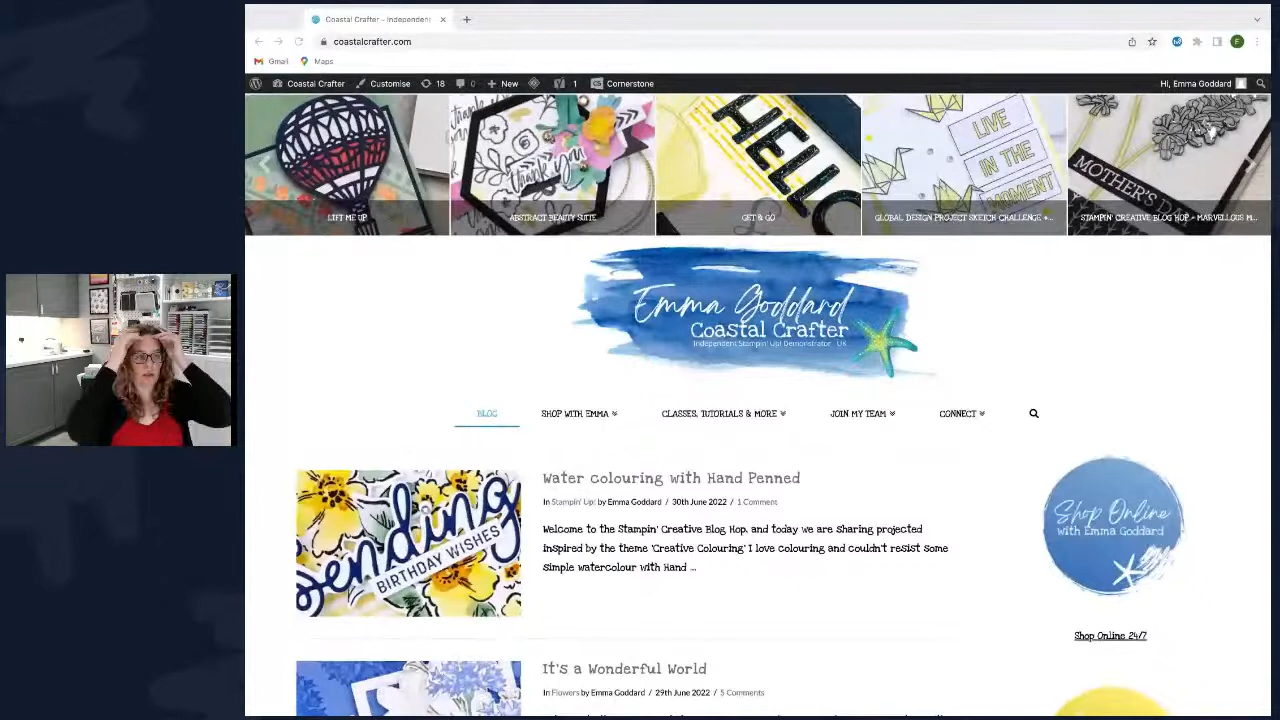 Coastal Crafter – Independent
coastalcrafter.com
Gmail Maps
Coastal Crafter Customise 18 0 New 1 Cornerstone Hi, Emma Goddard
LIVE
IN THE
MOMENT
HELLO
thank you
MOTHER'S
LIFT ME UP ABSTRACT BEAUTY SUITE GET & GO GLOBAL DESIGN PROJECT SKETCH CHALLENGE #... STAMPIN' CREATIVE BLOG HOP - MARVELLOUS M...
Emma Goddard
Coastal Crafter
Independent Stampin' Up! Demonstrator UK
BLOG SHOP WITH EMMA CLASSES, TUTORIALS & MORE JOIN MY TEAM CONNECT
Water colouring with Hand Penned
In Stampin' Up! by Emma Goddard / 30th June 2022 / 1 Comment
Welcome to the Stampin' Creative Blog Hop, and today we are sharing projected
inspired by the theme 'Creative Colouring' I love colouring and couldn't resist some
simple watercolour with Hand ...
sending
BIRTHDAY WISHES
Shop Online
with Emma Goddard
Shop Online 24/7
It's a Wonderful World
In Flowers by Emma Goddard / 29th June 2022 / 5 Comments